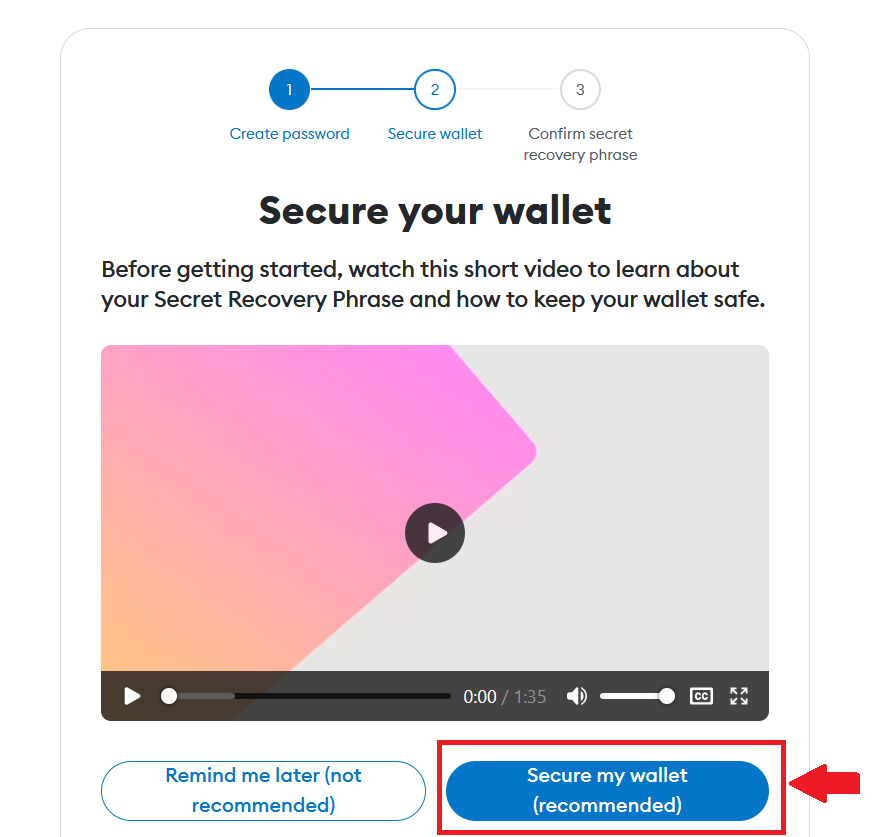 1
2
3
Create password
Secure wallet
Confirm secret
recovery phrase
Secure your wallet
Before getting started, watch this short video to learn about
your Secret Recovery Phrase and how to keep your wallet safe.
0:00 / 1:35
CC
Remind me later (not
recommended)
Secure my wallet
(recommended)